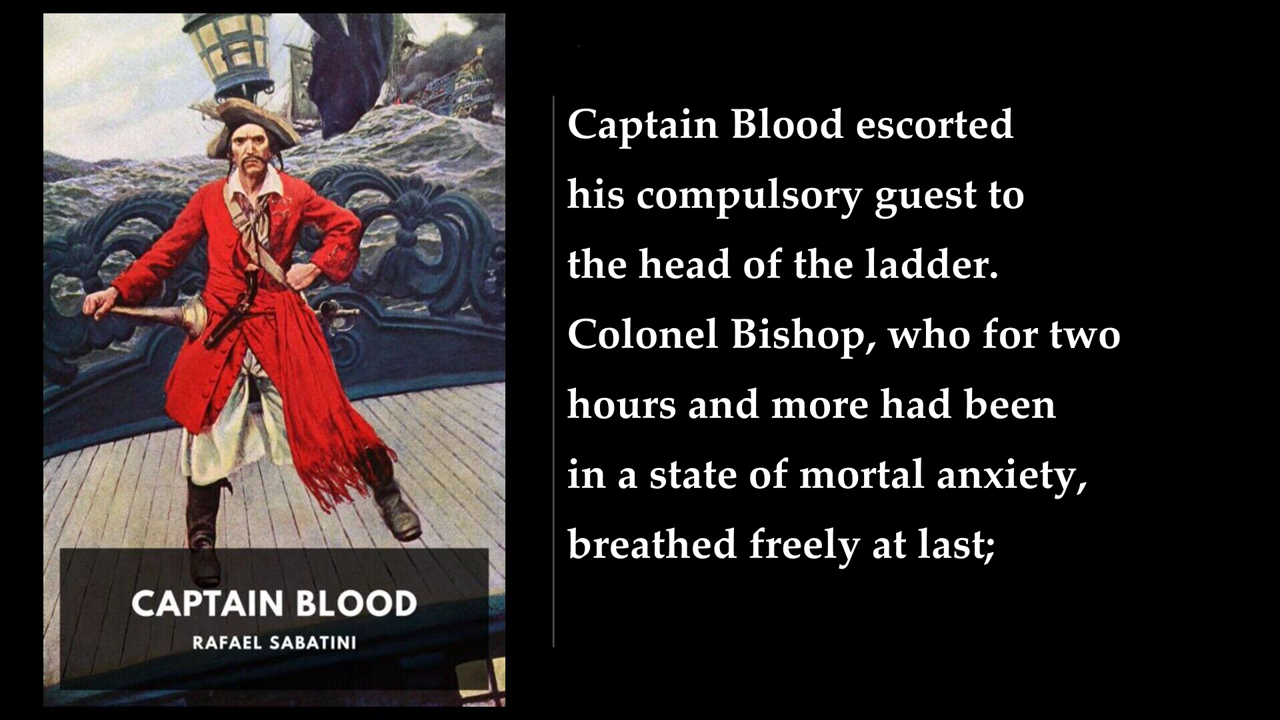 CAPTAIN BLOOD
RAFAEL SABATINI
Captain Blood escorted
his compulsory guest to
the head of the ladder.
Colonel Bishop, who for two
hours and more had been
in a state of mortal anxiety,
breathed freely at last;